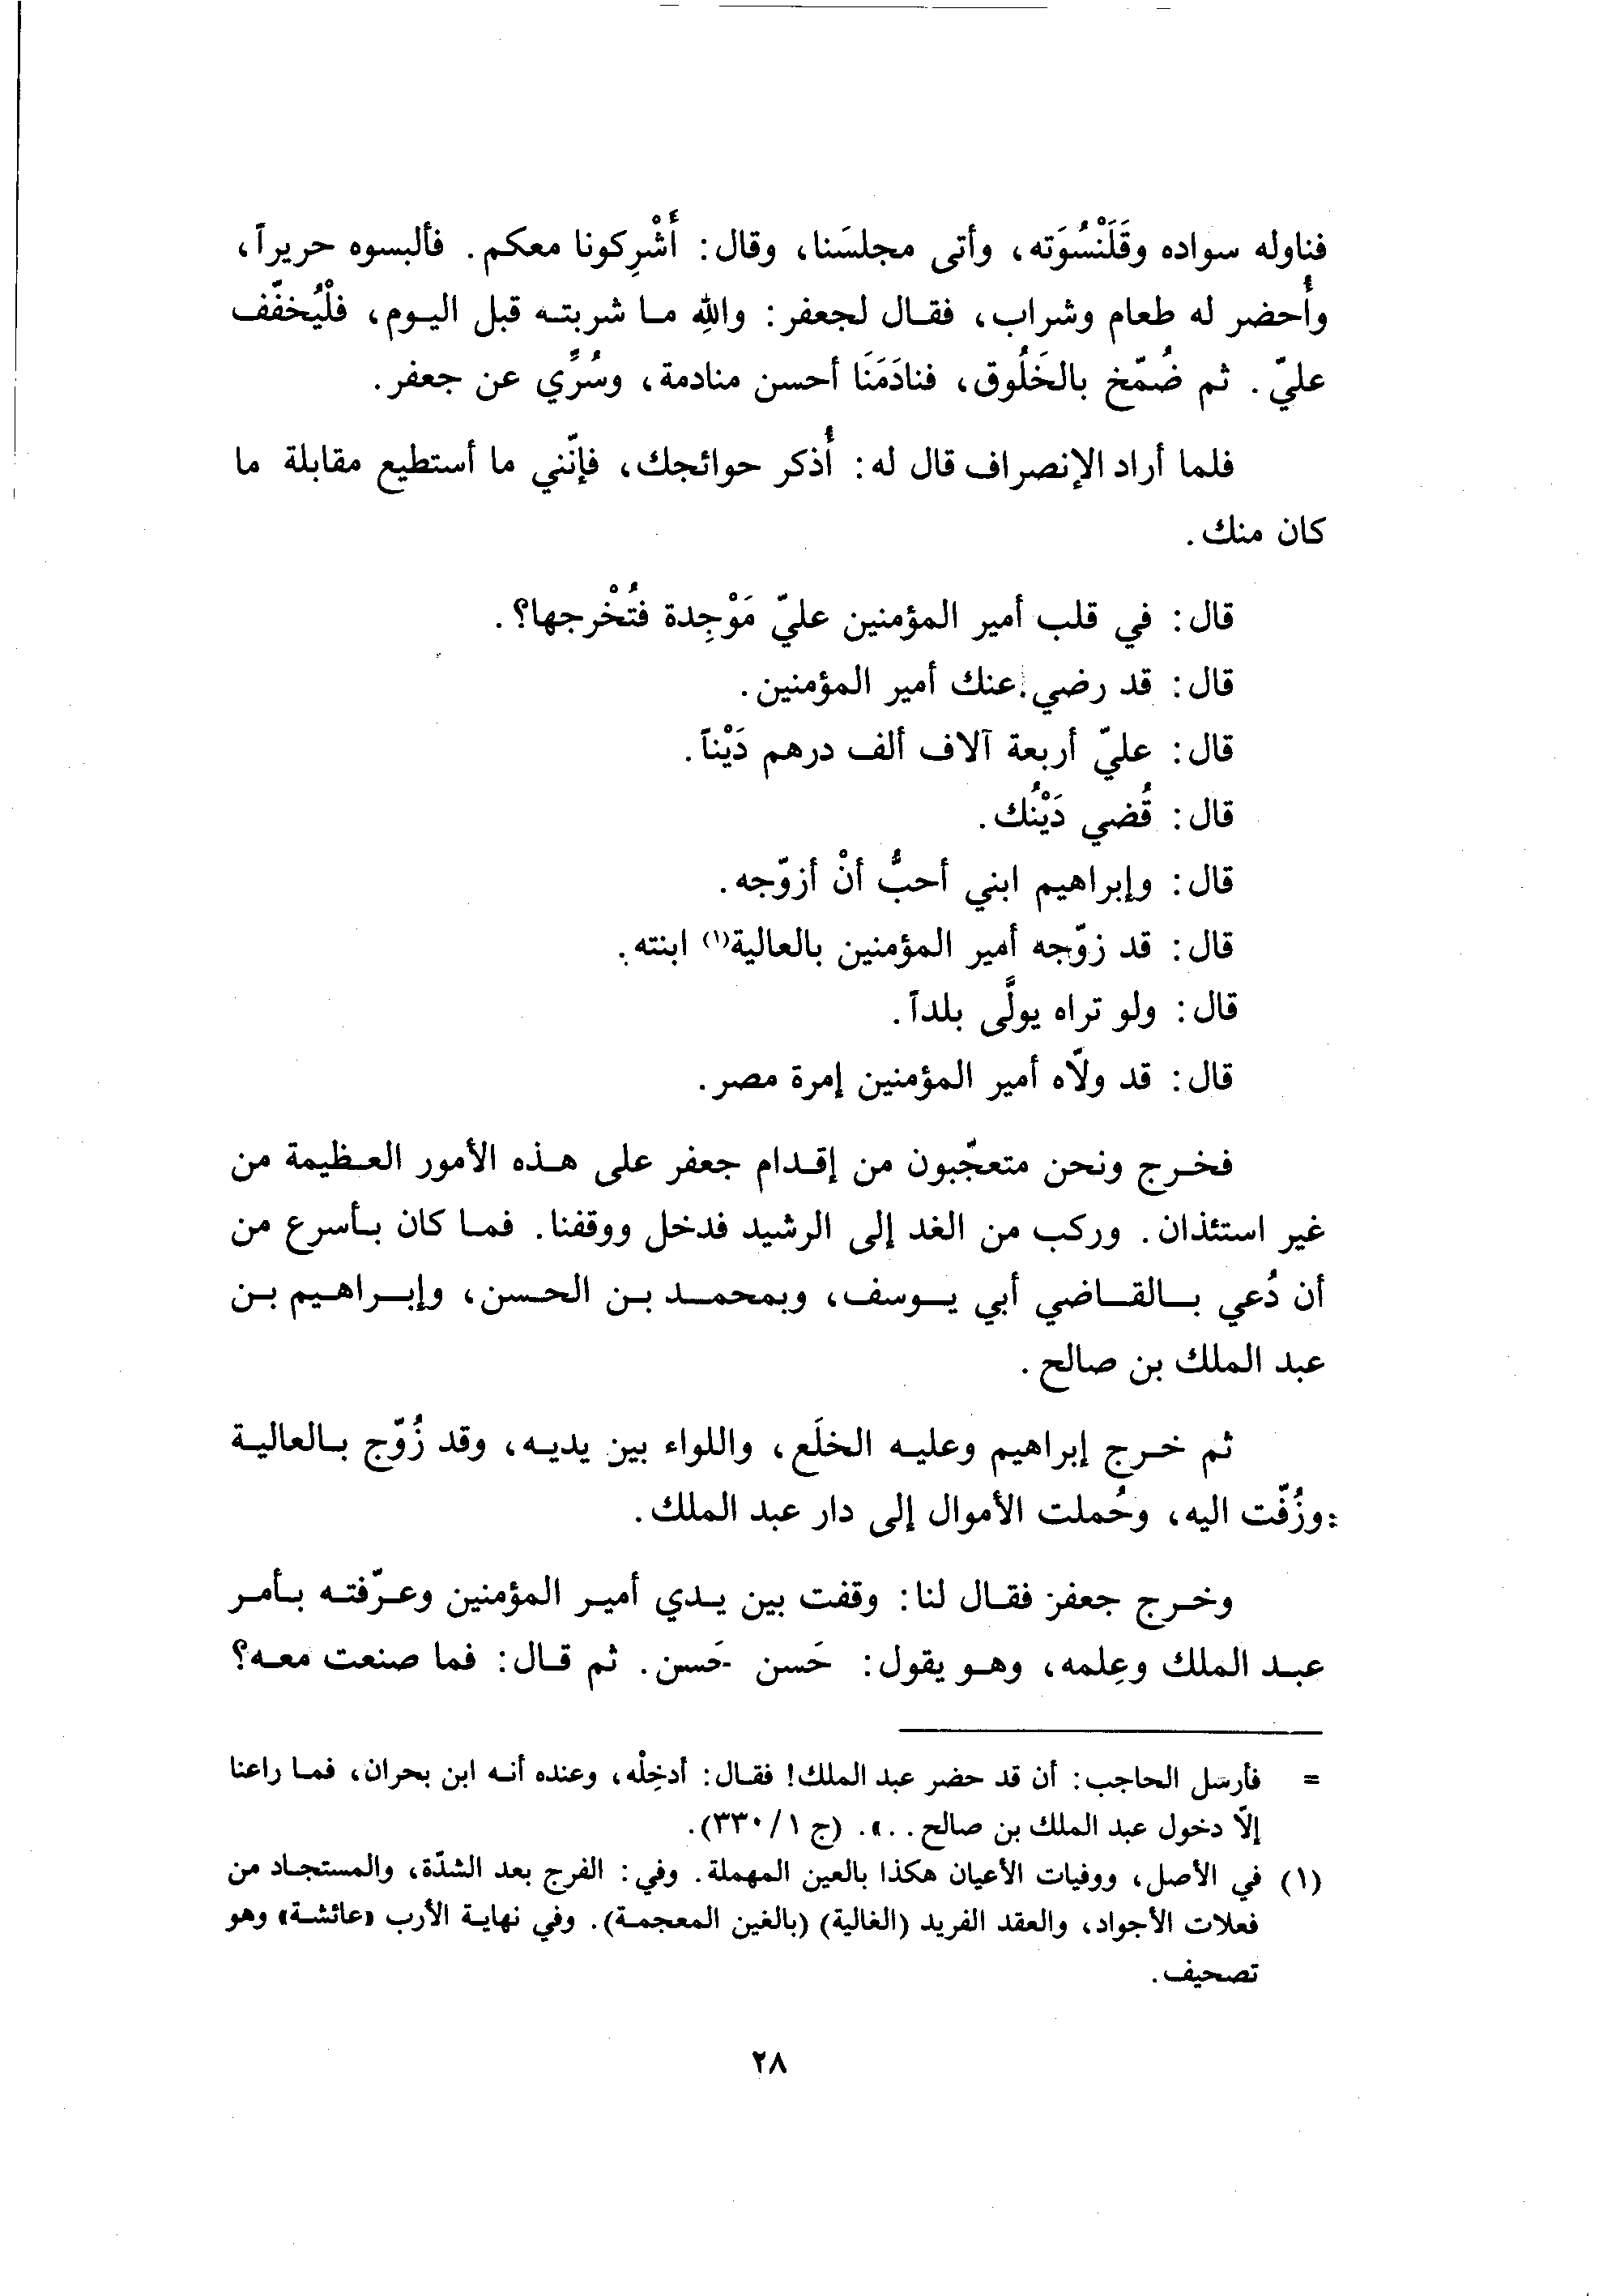 فناوله سواده وقَلَنْسُوَته، وأتى مجلسَنا، وقال: أَشْرِكونا معكم. فألبسوه حريراً،
وأُحضر له طعام وشراب، فقال لجعفر: واللهِ ما شربته قبل اليوم، فلْيُخفّف
عليّ. ثم ضُمّخ بالخَلُوق، فنادَمَنَا أحسن منادمة، وسُرِّي عن جعفر.
فلما أراد الإنصراف قال له: أُذكر حوائجك، فإنّني ما أستطيع مقابلة ما
كان منك.
قال: في قلب أمير المؤمنين عليّ مَوْجِدة فتُخْرجها؟.
قال: قد رضي عنك أمير المؤمنين.
قال: عليّ أربعة آلاف ألف درهم دَيْناً.
قال: قُضي دَيْنُك.
قال: وإبراهيم ابني أحبُّ أنْ أزوّجه.
قال: قد زوّجه أمير المؤمنين بالعالية(١) ابنته.
قال: ولو تراه يولَّى بلداً.
قال: قد ولاّه أمير المؤمنين إمرة مصر.
فخرج ونحن متعجّبون من إقدام جعفر على هذه الأمور العظيمة من
غير استئذان. وركب من الغد إلى الرشيد فدخل ووقفنا. فما كان بأسرع من
أن دُعي بالقاضي أبي يوسف، وبمحمد بن الحسن، وإبراهيم بن
عبد الملك بن صالح.
ثم خرج إبراهيم وعليه الخلَع، واللواء بين يديه، وقد زُوّج بالعالية
وزُفّت اليه، وحُملت الأموال إلى دار عبد الملك.
وخرج جعفر فقال لنا: وقفت بين يدي أمير المؤمنين وعرّفته بأمر
عبد الملك وعِلمه، وهو يقول: حَسن حَسن. ثم قال: فما صنعت معه؟
= فأرسل الحاجب: أن قد حضر عبد الملك! فقال: أدخِلْه، وعنده أنه ابن بحران، فما راعنا
إلاّ دخول عبد الملك بن صالح..». (ج ١/ ٣٣٠).
(١) في الأصل، ووفيات الأعيان هكذا بالعين المهملة. وفي: الفرج بعد الشدّة، والمستجاد من
فعلات الأجواد، والعقد الفريد (الغالية) (بالغين المعجمة). وفي نهاية الأرب «عائشة» وهو
تصحيف.
٢٨